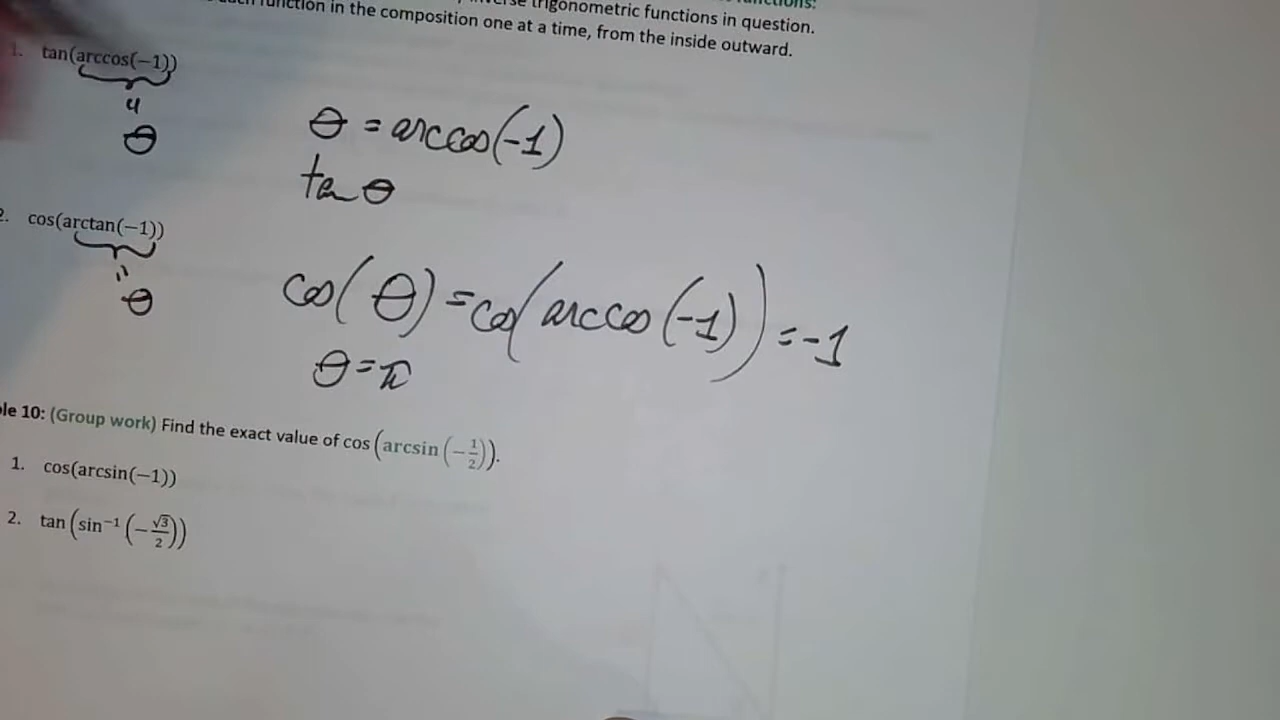 trigonometric functions in question.
function in the composition one at a time, from the inside outward.
1. tan(arccos(−1))
θ
θ = arccos(-1)
tan θ
2. cos(arctan(−1))
θ
cos(θ) = cos(arccos(-1)) = -1
θ = π
10: (Group work) Find the exact value of cos(arcsin(−1/2)).
1. cos(arcsin(−1))
2. tan(sin⁻¹(−√3/2))